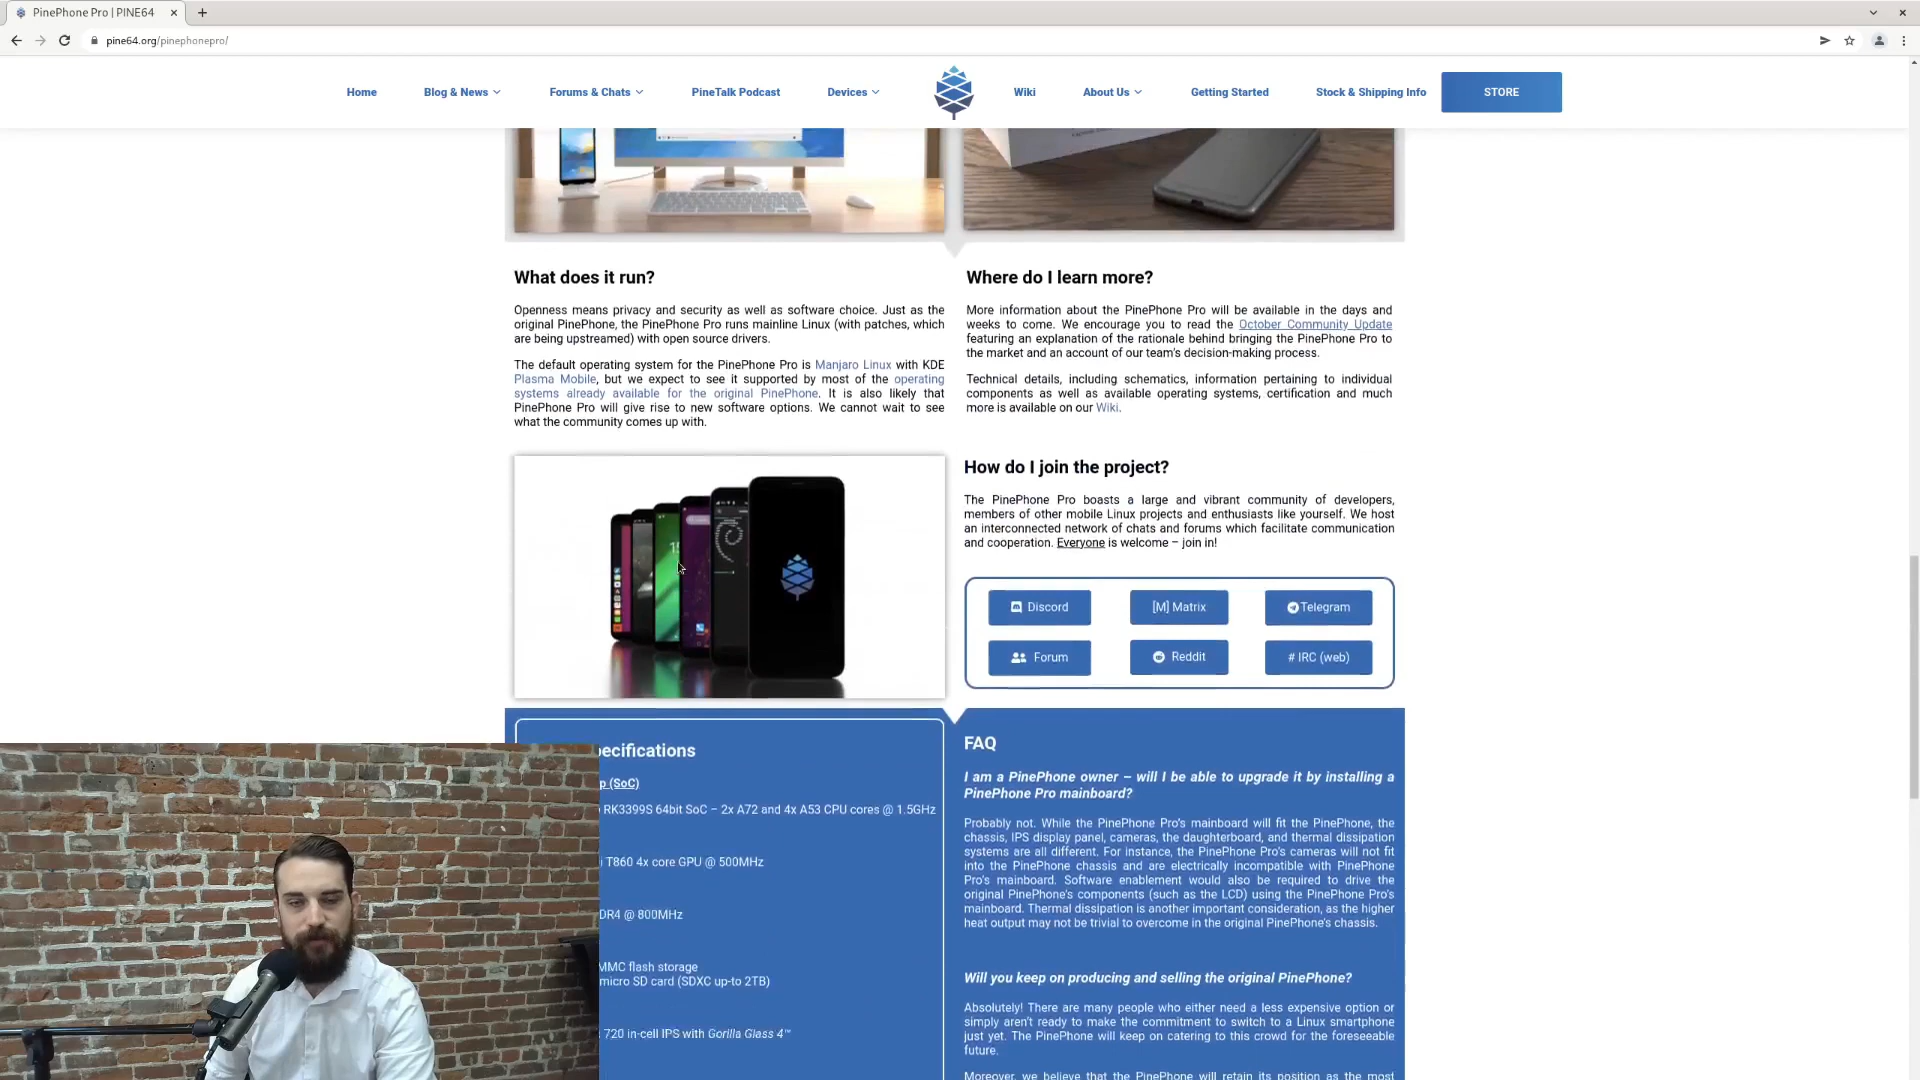 PinePhone Pro | PINE64
pine64.org/pinephonepro/
Home Blog & News Forums & Chats PineTalk Podcast Devices Wiki About Us Getting Started Stock & Shipping Info STORE
What does it run?
Openness means privacy and security as well as software choice. Just as the
original PinePhone, the PinePhone Pro runs mainline Linux (with patches, which
are being upstreamed) with open source drivers.
The default operating system for the PinePhone Pro is Manjaro Linux with KDE
Plasma Mobile, but we expect to see it supported by most of the operating
systems already available for the original PinePhone. It is also likely that
PinePhone Pro will give rise to new software options. We cannot wait to see
what the community comes up with.
Where do I learn more?
More information about the PinePhone Pro will be available in the days and
weeks to come. We encourage you to read the October Community Update
featuring an explanation of the rationale behind bringing the PinePhone Pro to
the market and an account of our team's decision-making process.
Technical details, including schematics, information pertaining to individual
components as well as available operating systems, certification and much
more is available on our Wiki.
How do I join the project?
The PinePhone Pro boasts a large and vibrant community of developers,
members of other mobile Linux projects and enthusiasts like yourself. We host
an interconnected network of chats and forums which facilitate communication
and cooperation. Everyone is welcome – join in!
Discord [M] Matrix Telegram
Forum Reddit # IRC (web)
ecifications
p (SoC)
RK3399S 64bit SoC – 2x A72 and 4x A53 CPU cores @ 1.5GHz
T860 4x core GPU @ 500MHz
DR4 @ 800MHz
MMC flash storage
micro SD card (SDXC up-to 2TB)
720 in-cell IPS with Gorilla Glass 4™
FAQ
I am a PinePhone owner – will I be able to upgrade it by installing a
PinePhone Pro mainboard?
Probably not. While the PinePhone Pro's mainboard will fit the PinePhone, the
chassis, IPS display panel, cameras, the daughterboard, and thermal dissipation
systems are all different. For instance, the PinePhone Pro's cameras will not fit
into the PinePhone chassis and are electrically incompatible with PinePhone
Pro's mainboard. Software enablement would also be required to drive the
original PinePhone's components (such as the LCD) using the PinePhone Pro's
mainboard. Thermal dissipation is another important consideration, as the higher
heat output may not be trivial to overcome in the original PinePhone's chassis.
Will you keep on producing and selling the original PinePhone?
Absolutely! There are many people who either need a less expensive option or
simply aren't ready to make the commitment to switch to a Linux smartphone
just yet. The PinePhone will keep on catering to this crowd for the foreseeable
future.
Moreover, we believe that the PinePhone will retain its position as the most